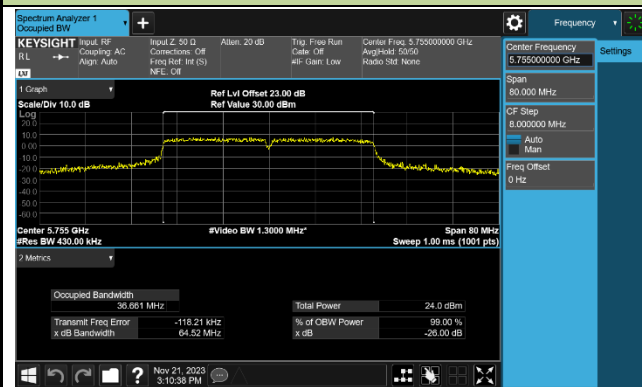 Spectrum Analyzer 1
Occupied BW
Frequency
KEYSIGHT
RL
LXI
Input: RF
Coupling: AC
Align: Auto
Input Z: 50 Ω
Corrections: Off
Freq Ref: Int (S)
NFE: Off
Atten: 20 dB
Trig: Free Run
Gate: Off
#IF Gain: Low
Center Freq: 5.755000000 GHz
Avg|Hold: 50/50
Radio Std: None
Center Frequency
5.755000000 GHz
Settings
Span
80.000 MHz
CF Step
8.000000 MHz
Auto
Man
Freq Offset
0 Hz
1 Graph
Scale/Div 10.0 dB
Ref Lvl Offset 23.00 dB
Ref Value 30.00 dBm
Log
20.0
10.0
0.00
-10.0
-20.0
-30.0
-40.0
-50.0
-60.0
Center 5.755 GHz
#Video BW 1.3000 MHz*
Span 80 MHz
#Res BW 430.00 kHz
Sweep 1.00 ms (1001 pts)
2 Metrics
Occupied Bandwidth
36.661 MHz
Total Power 24.0 dBm
Transmit Freq Error -118.21 kHz
% of OBW Power 99.00 %
x dB Bandwidth 64.52 MHz
x dB -26.00 dB
?
Nov 21, 2023
3:10:38 PM